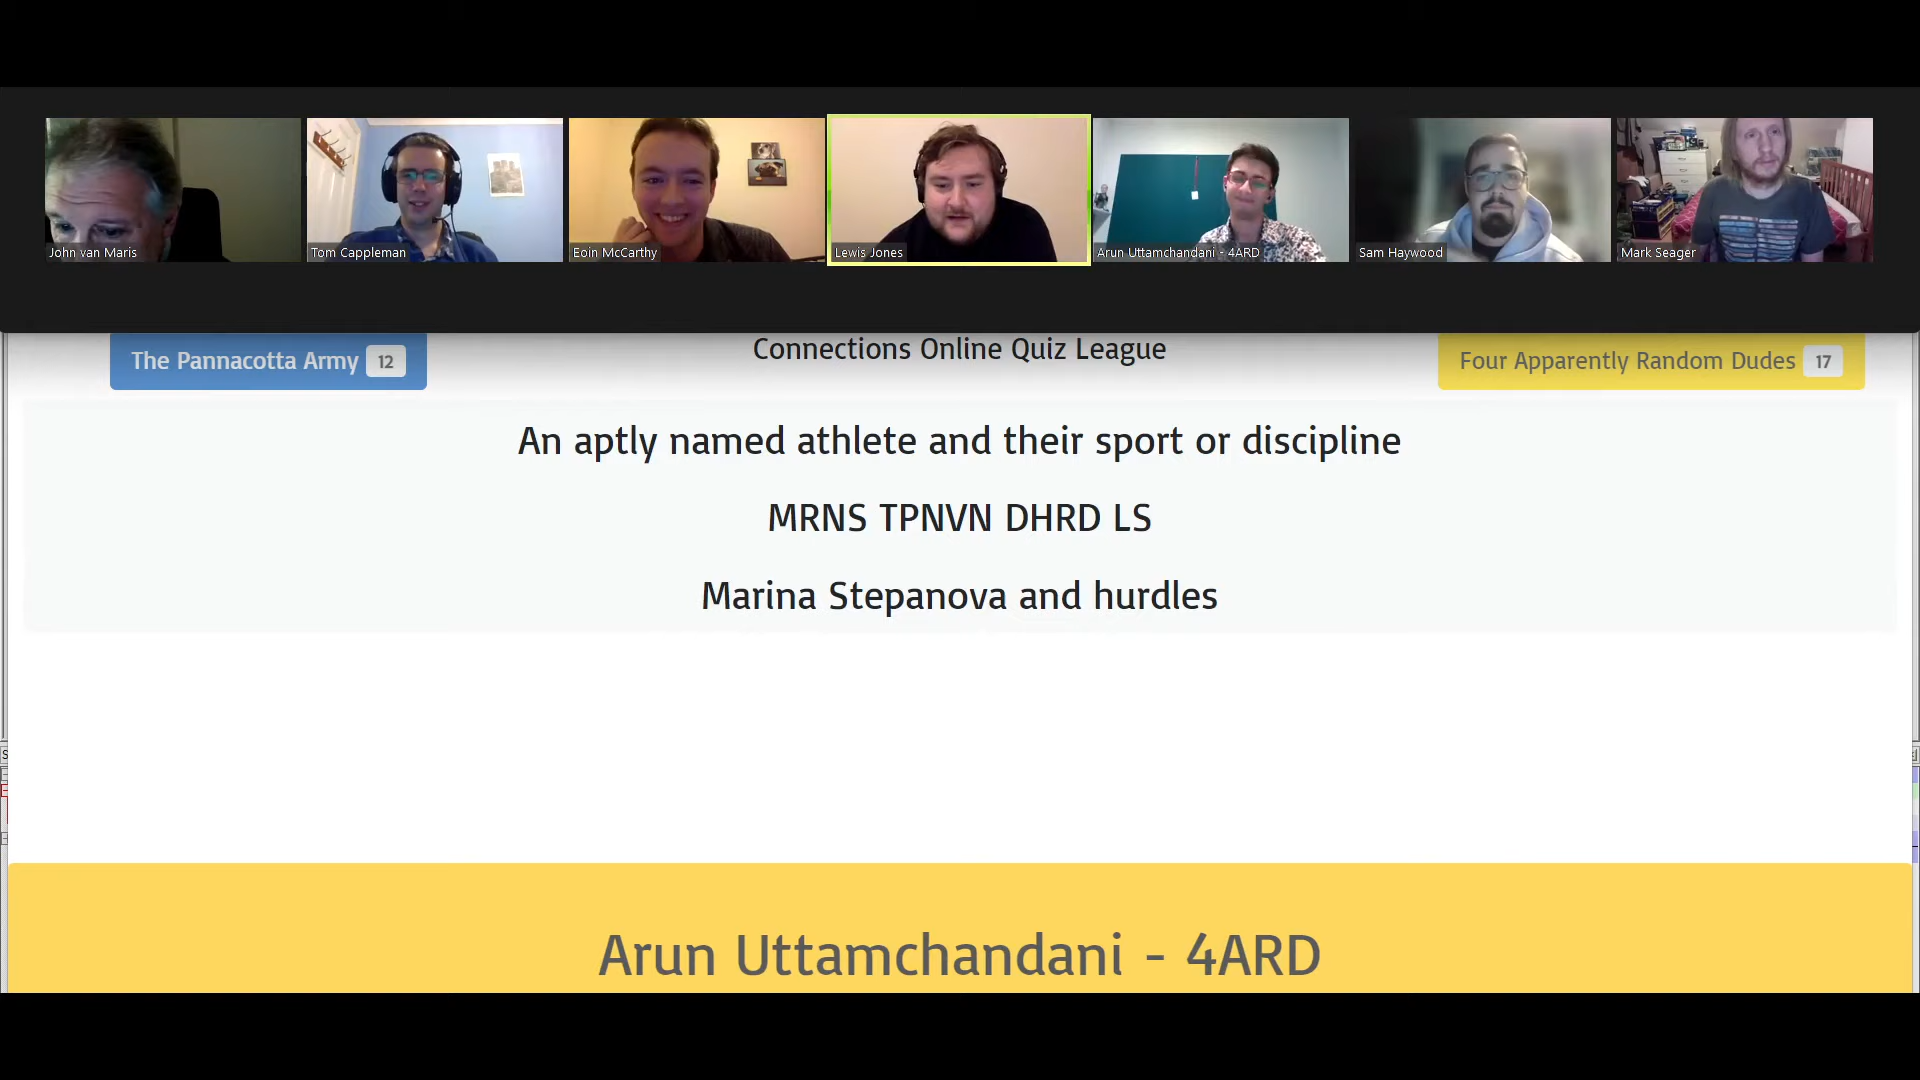 John van Maris
Tom Cappleman
Eoin McCarthy
Lewis Jones
Arun Uttamchandani - 4ARD
Sam Haywood
Mark Seager
The Pannacotta Army 12
Connections Online Quiz League
Four Apparently Random Dudes 17
An aptly named athlete and their sport or discipline
MRNS TPNVN DHRD LS
Marina Stepanova and hurdles
Arun Uttamchandani - 4ARD